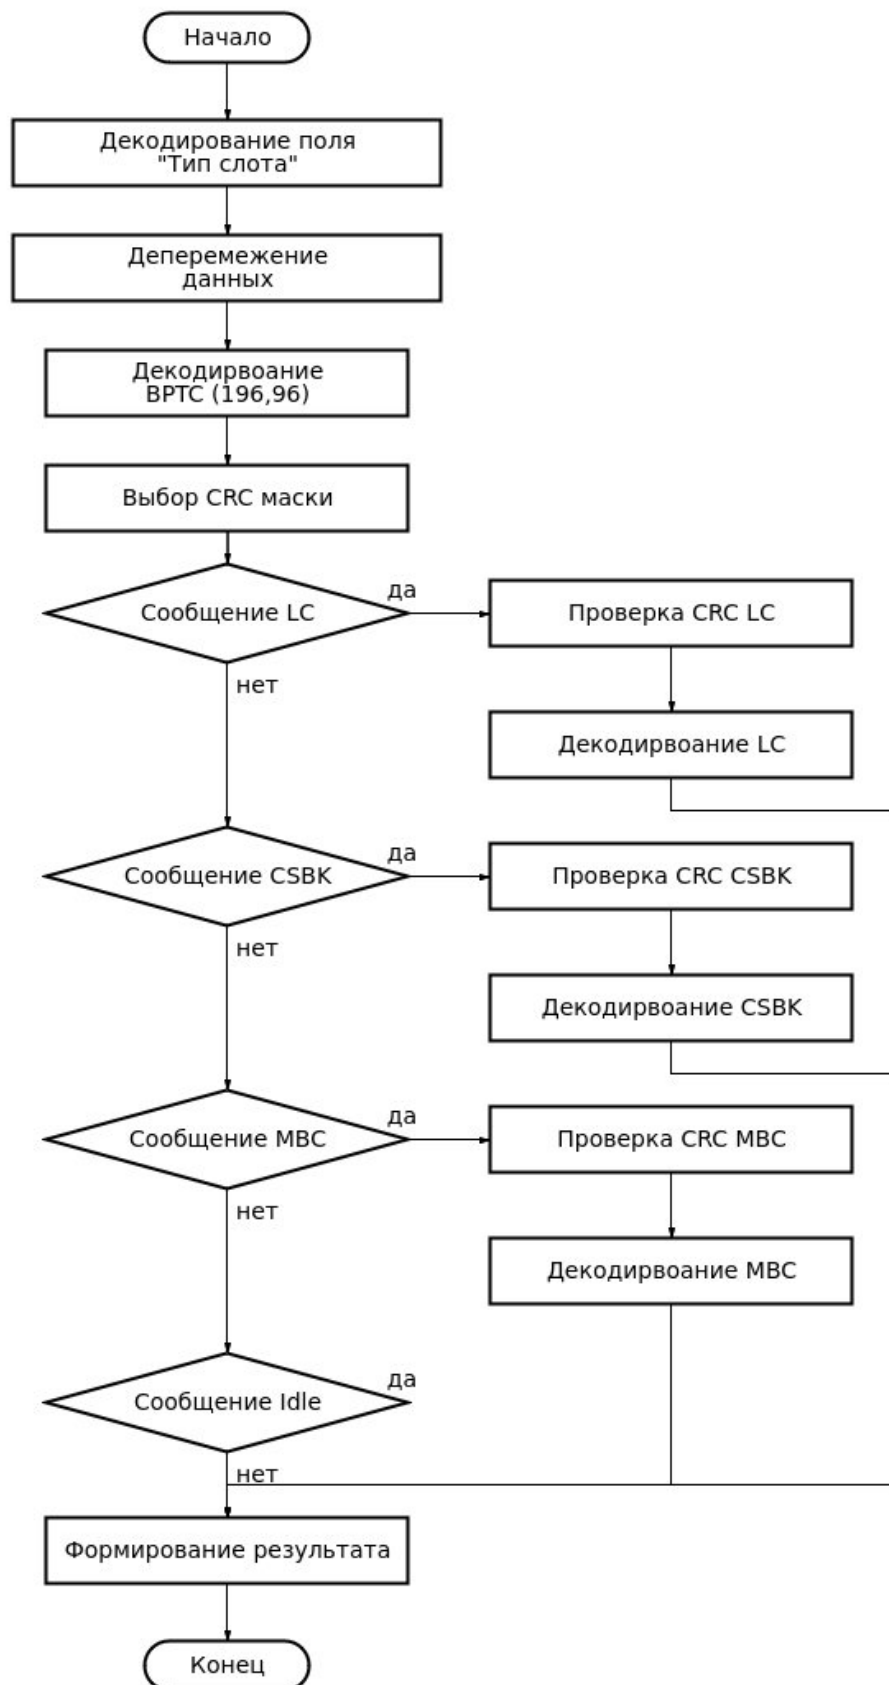 Начало
Декодирование поля
"Тип слота"
Деперемежение
данных
Декодирвоание
BPTC (196,96)
Выбор CRC маски
Сообщение LC
да
Проверка CRC LC
нет
Декодирвоание LC
Сообщение CSBK
да
Проверка CRC CSBK
нет
Декодирвоание CSBK
Сообщение MBC
да
Проверка CRC MBC
нет
Декодирвоание MBC
Сообщение Idle
да
нет
Формирование результата
Конец